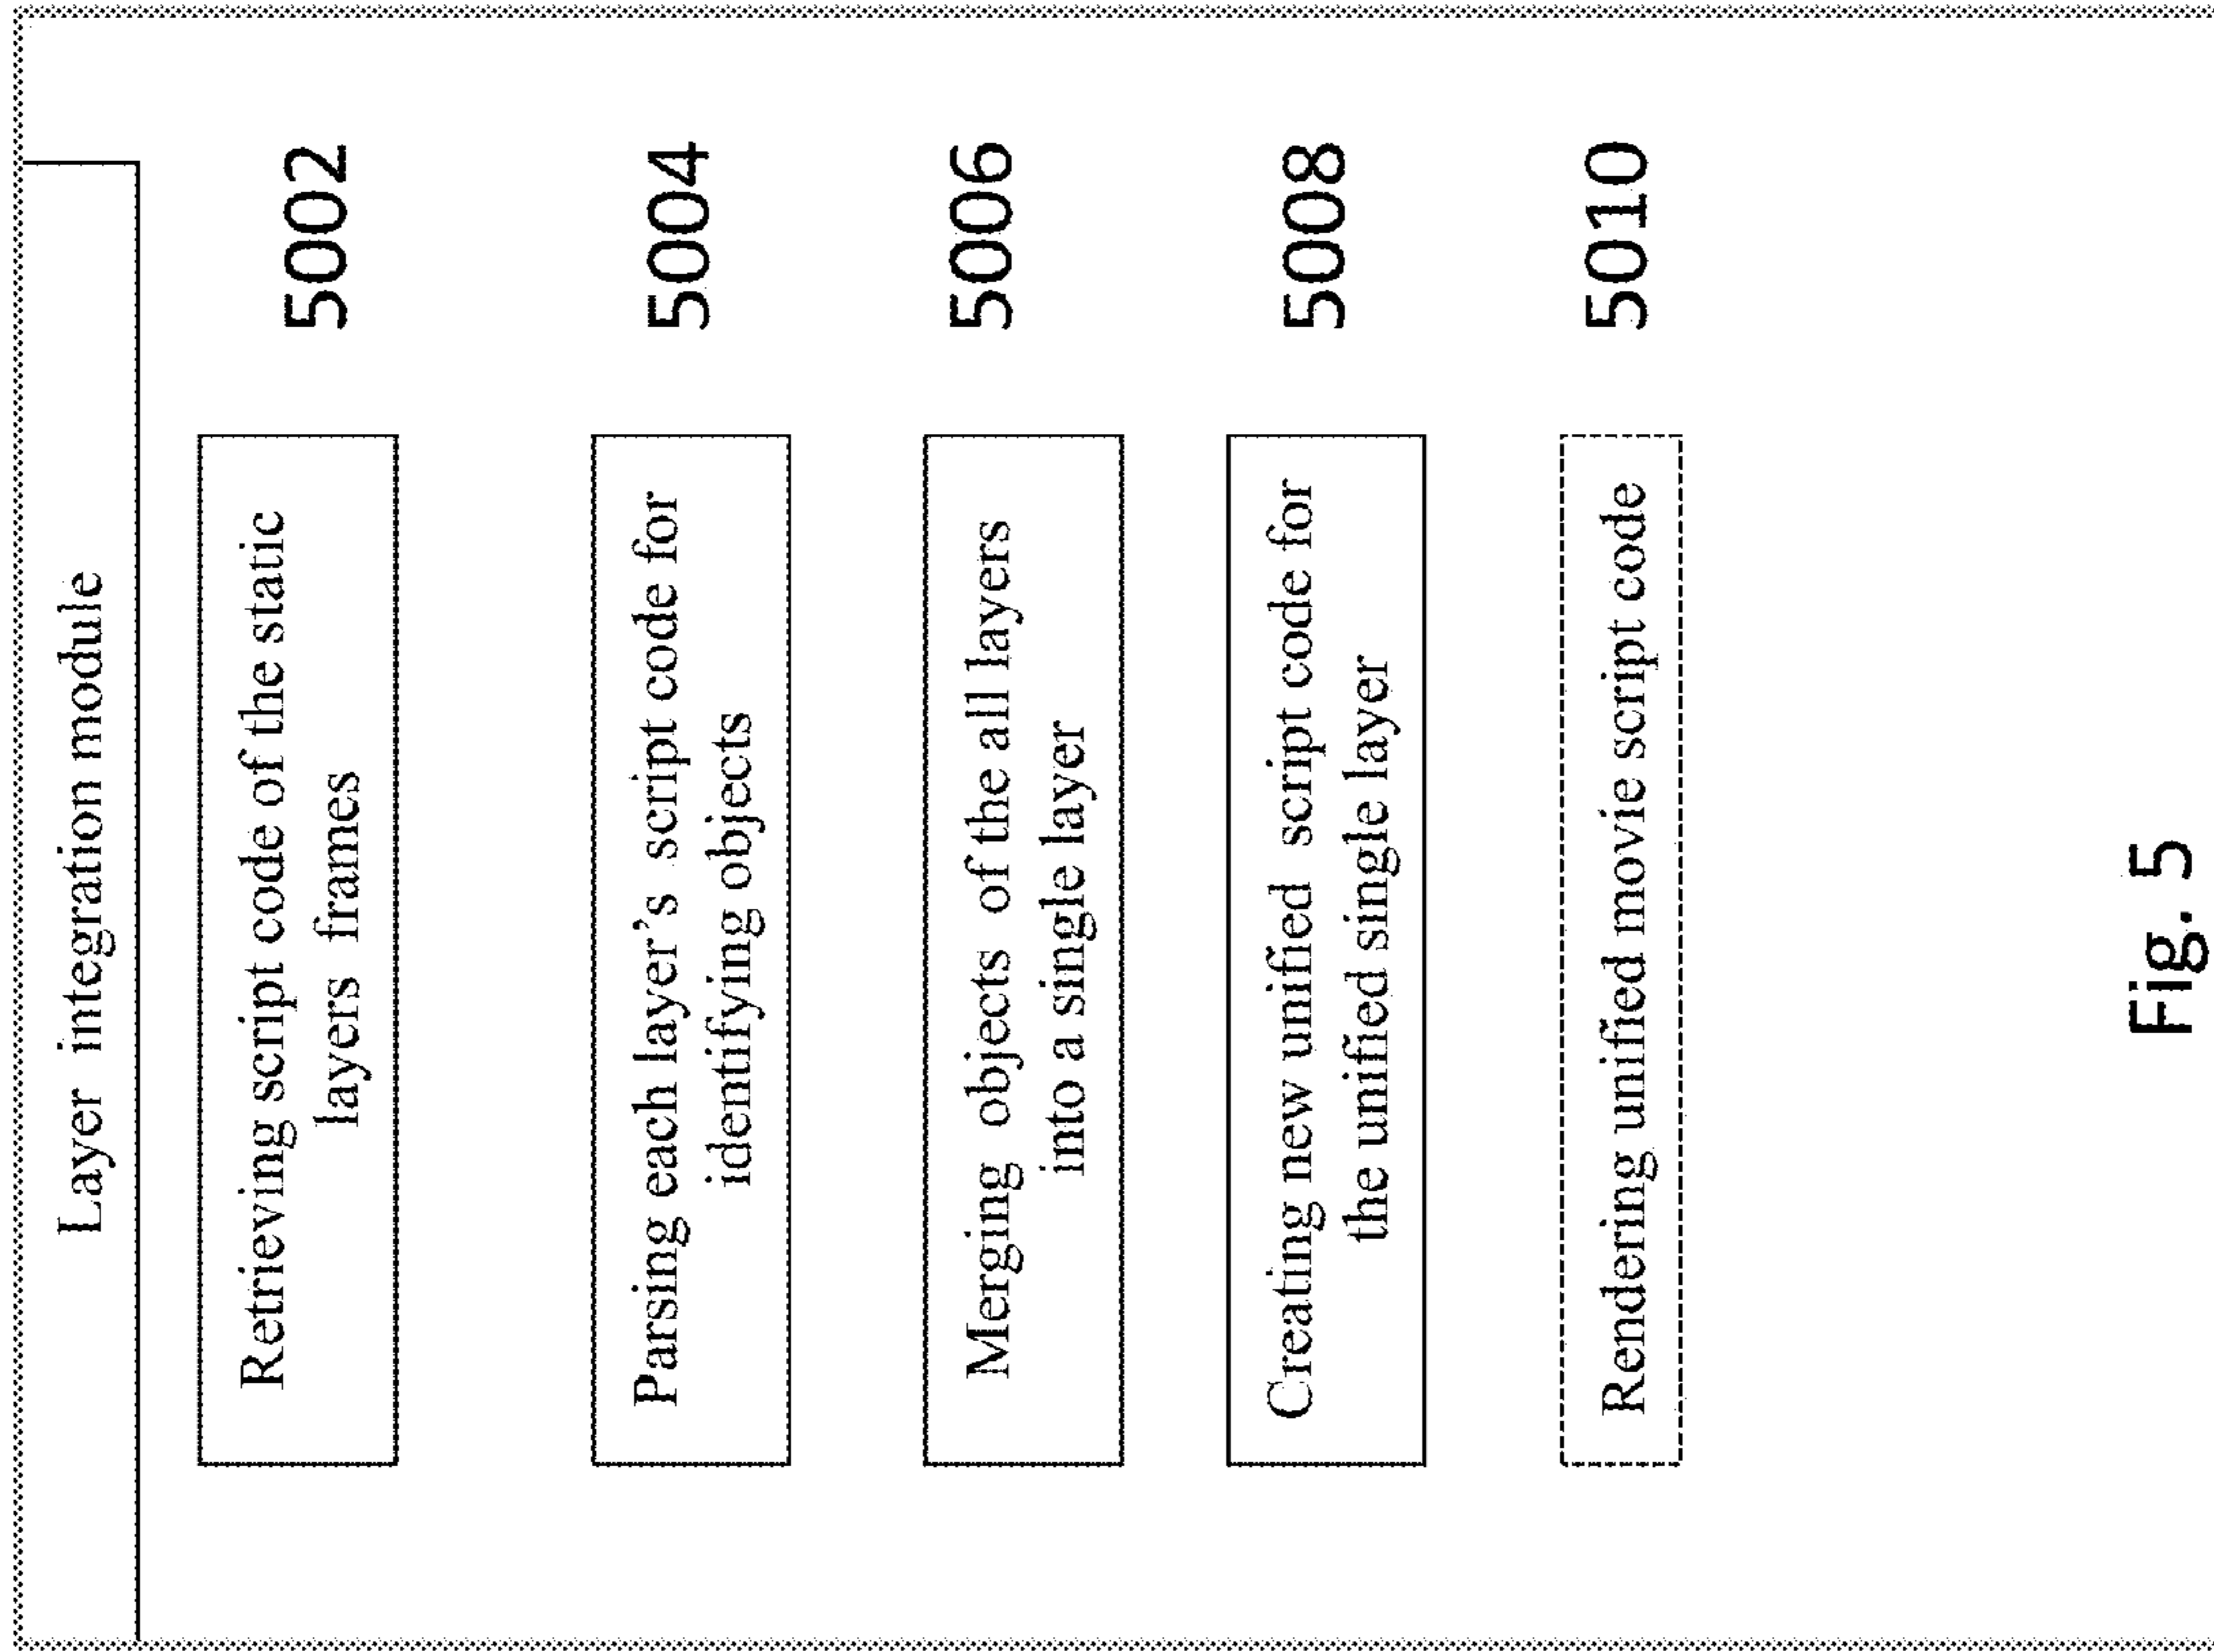 Layer integration module
Retrieving script code of the static
layers frames
5002
Parsing each layer's script code for
identifying objects
5004
Merging objects of the all layers
into a single layer
5006
Creating new unified script code for
the unified single layer
5008
Rendering unified movie script code
5010
Fig. 5